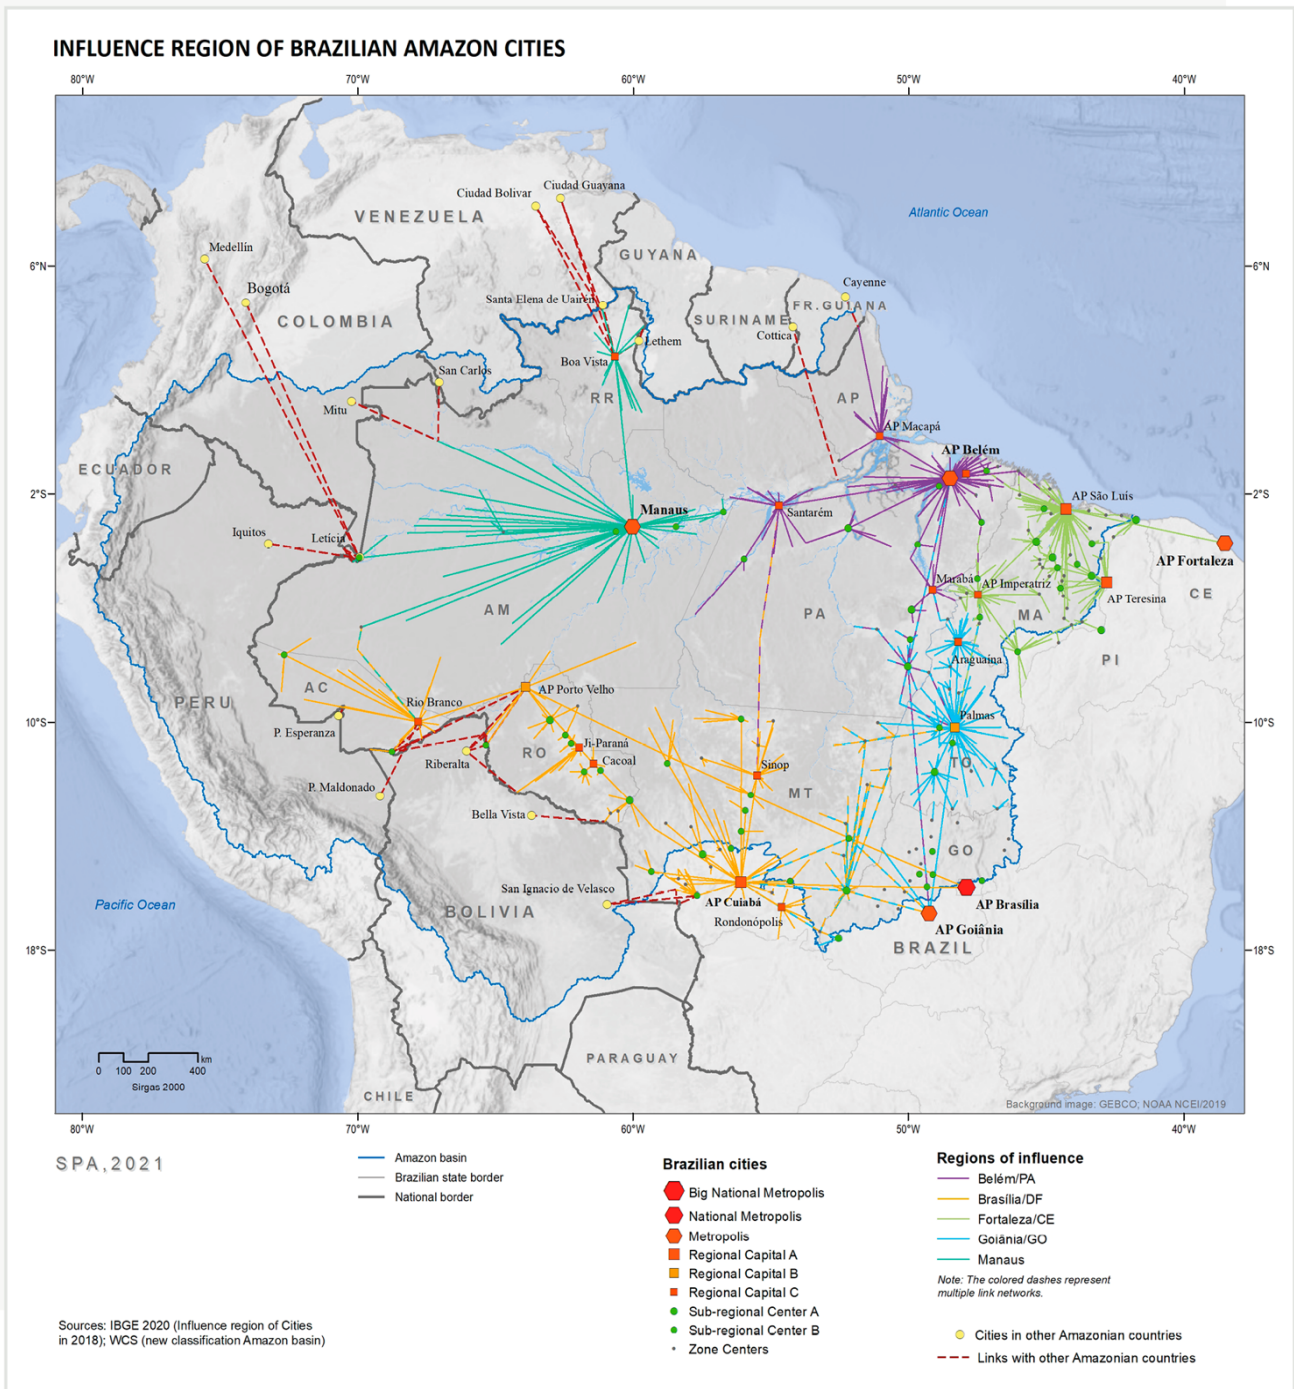 INFLUENCE REGION OF BRAZILIAN AMAZON CITIES
80°W
70°W
60°W
50°W
40°W
Ciudad Bolivar
Ciudad Guayana
VENEZUELA
Atlantic Ocean
Medellín
GUYANA
6°N
6°N
Bogotá
Cayenne
Santa Elena de Uairén
FR.GUIANA
COLOMBIA
SURINAME
Cottica
Lethem
Boa Vista
San Carlos
RR
AP
Mitu
AP Macapá
ECUADOR
AP Belém
2°S
2°S
AP São Luís
Manaus
Santarém
Iquitos
Letícia
AP Fortaleza
Marabá
AP Imperatriz
CE
AP Teresina
AM
PA
MA
Araguaína
PI
AC
PERU
Rio Branco
AP Porto Velho
Palmas
10°S
10°S
P. Esperanza
Ji-Paraná
RO
Cacoal
Riberalta
Sinop
TO
P. Maldonado
MT
Bella Vista
GO
San Ignacio de Velasco
AP Cuiabá
AP Brasília
Pacific Ocean
BOLIVIA
Rondonópolis
AP Goiânia
BRAZIL
18°S
18°S
km
0 100 200 400
Sirgas 2000
PARAGUAY
CHILE
Background image: GEBCO; NOAA NCEI/2019
80°W
70°W
60°W
50°W
40°W
SPA,2021
Amazon basin
Brazilian state border
National border
Brazilian cities
Big National Metropolis
National Metropolis
Metropolis
Regional Capital A
Regional Capital B
Regional Capital C
Sub-regional Center A
Sub-regional Center B
Zone Centers
Regions of influence
Belém/PA
Brasília/DF
Fortaleza/CE
Goiânia/GO
Manaus
Note: The colored dashes represent
multiple link networks.
Cities in other Amazonian countries
Links with other Amazonian countries
Sources: IBGE 2020 (Influence region of Cities
in 2018); WCS (new classification Amazon basin)